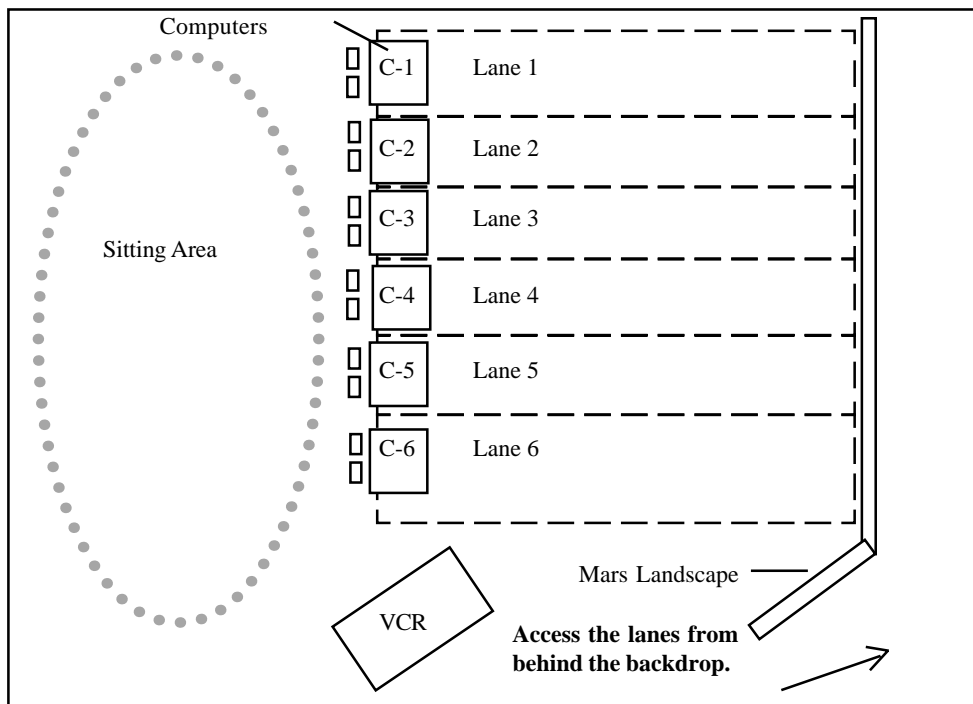 Computers
C-1 Lane 1
C-2 Lane 2
C-3 Lane 3
Sitting Area
C-4 Lane 4
C-5 Lane 5
C-6 Lane 6
Mars Landscape
VCR
Access the lanes from
behind the backdrop.